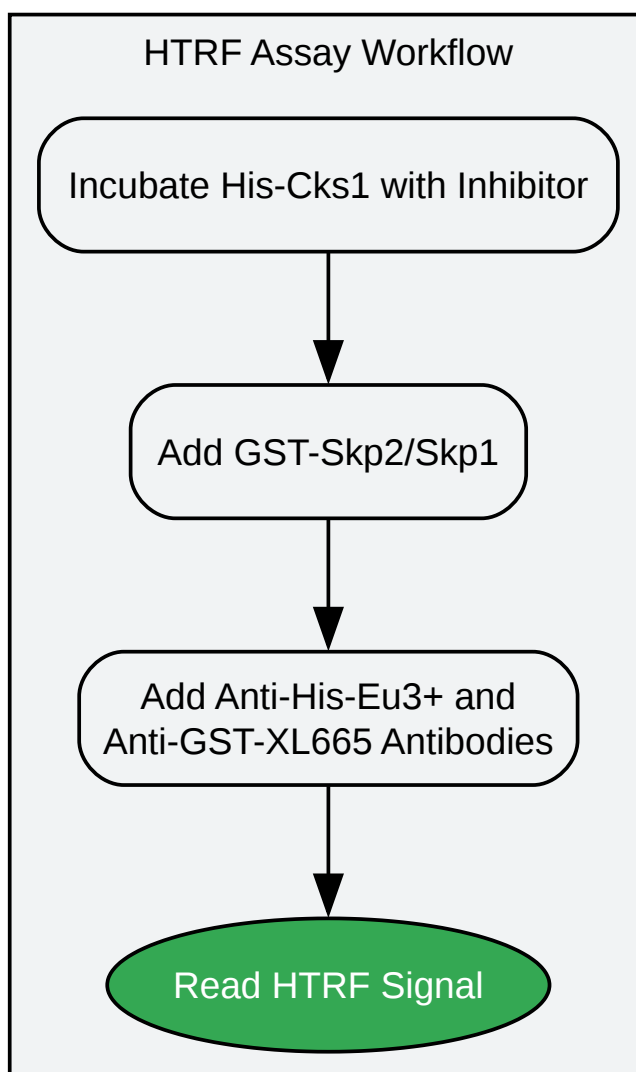 HTRF Assay Workflow
Incubate His-Cks1 with Inhibitor
Add GST-Skp2/Skp1
Add Anti-His-Eu3+ and
Anti-GST-XL665 Antibodies
Read HTRF Signal